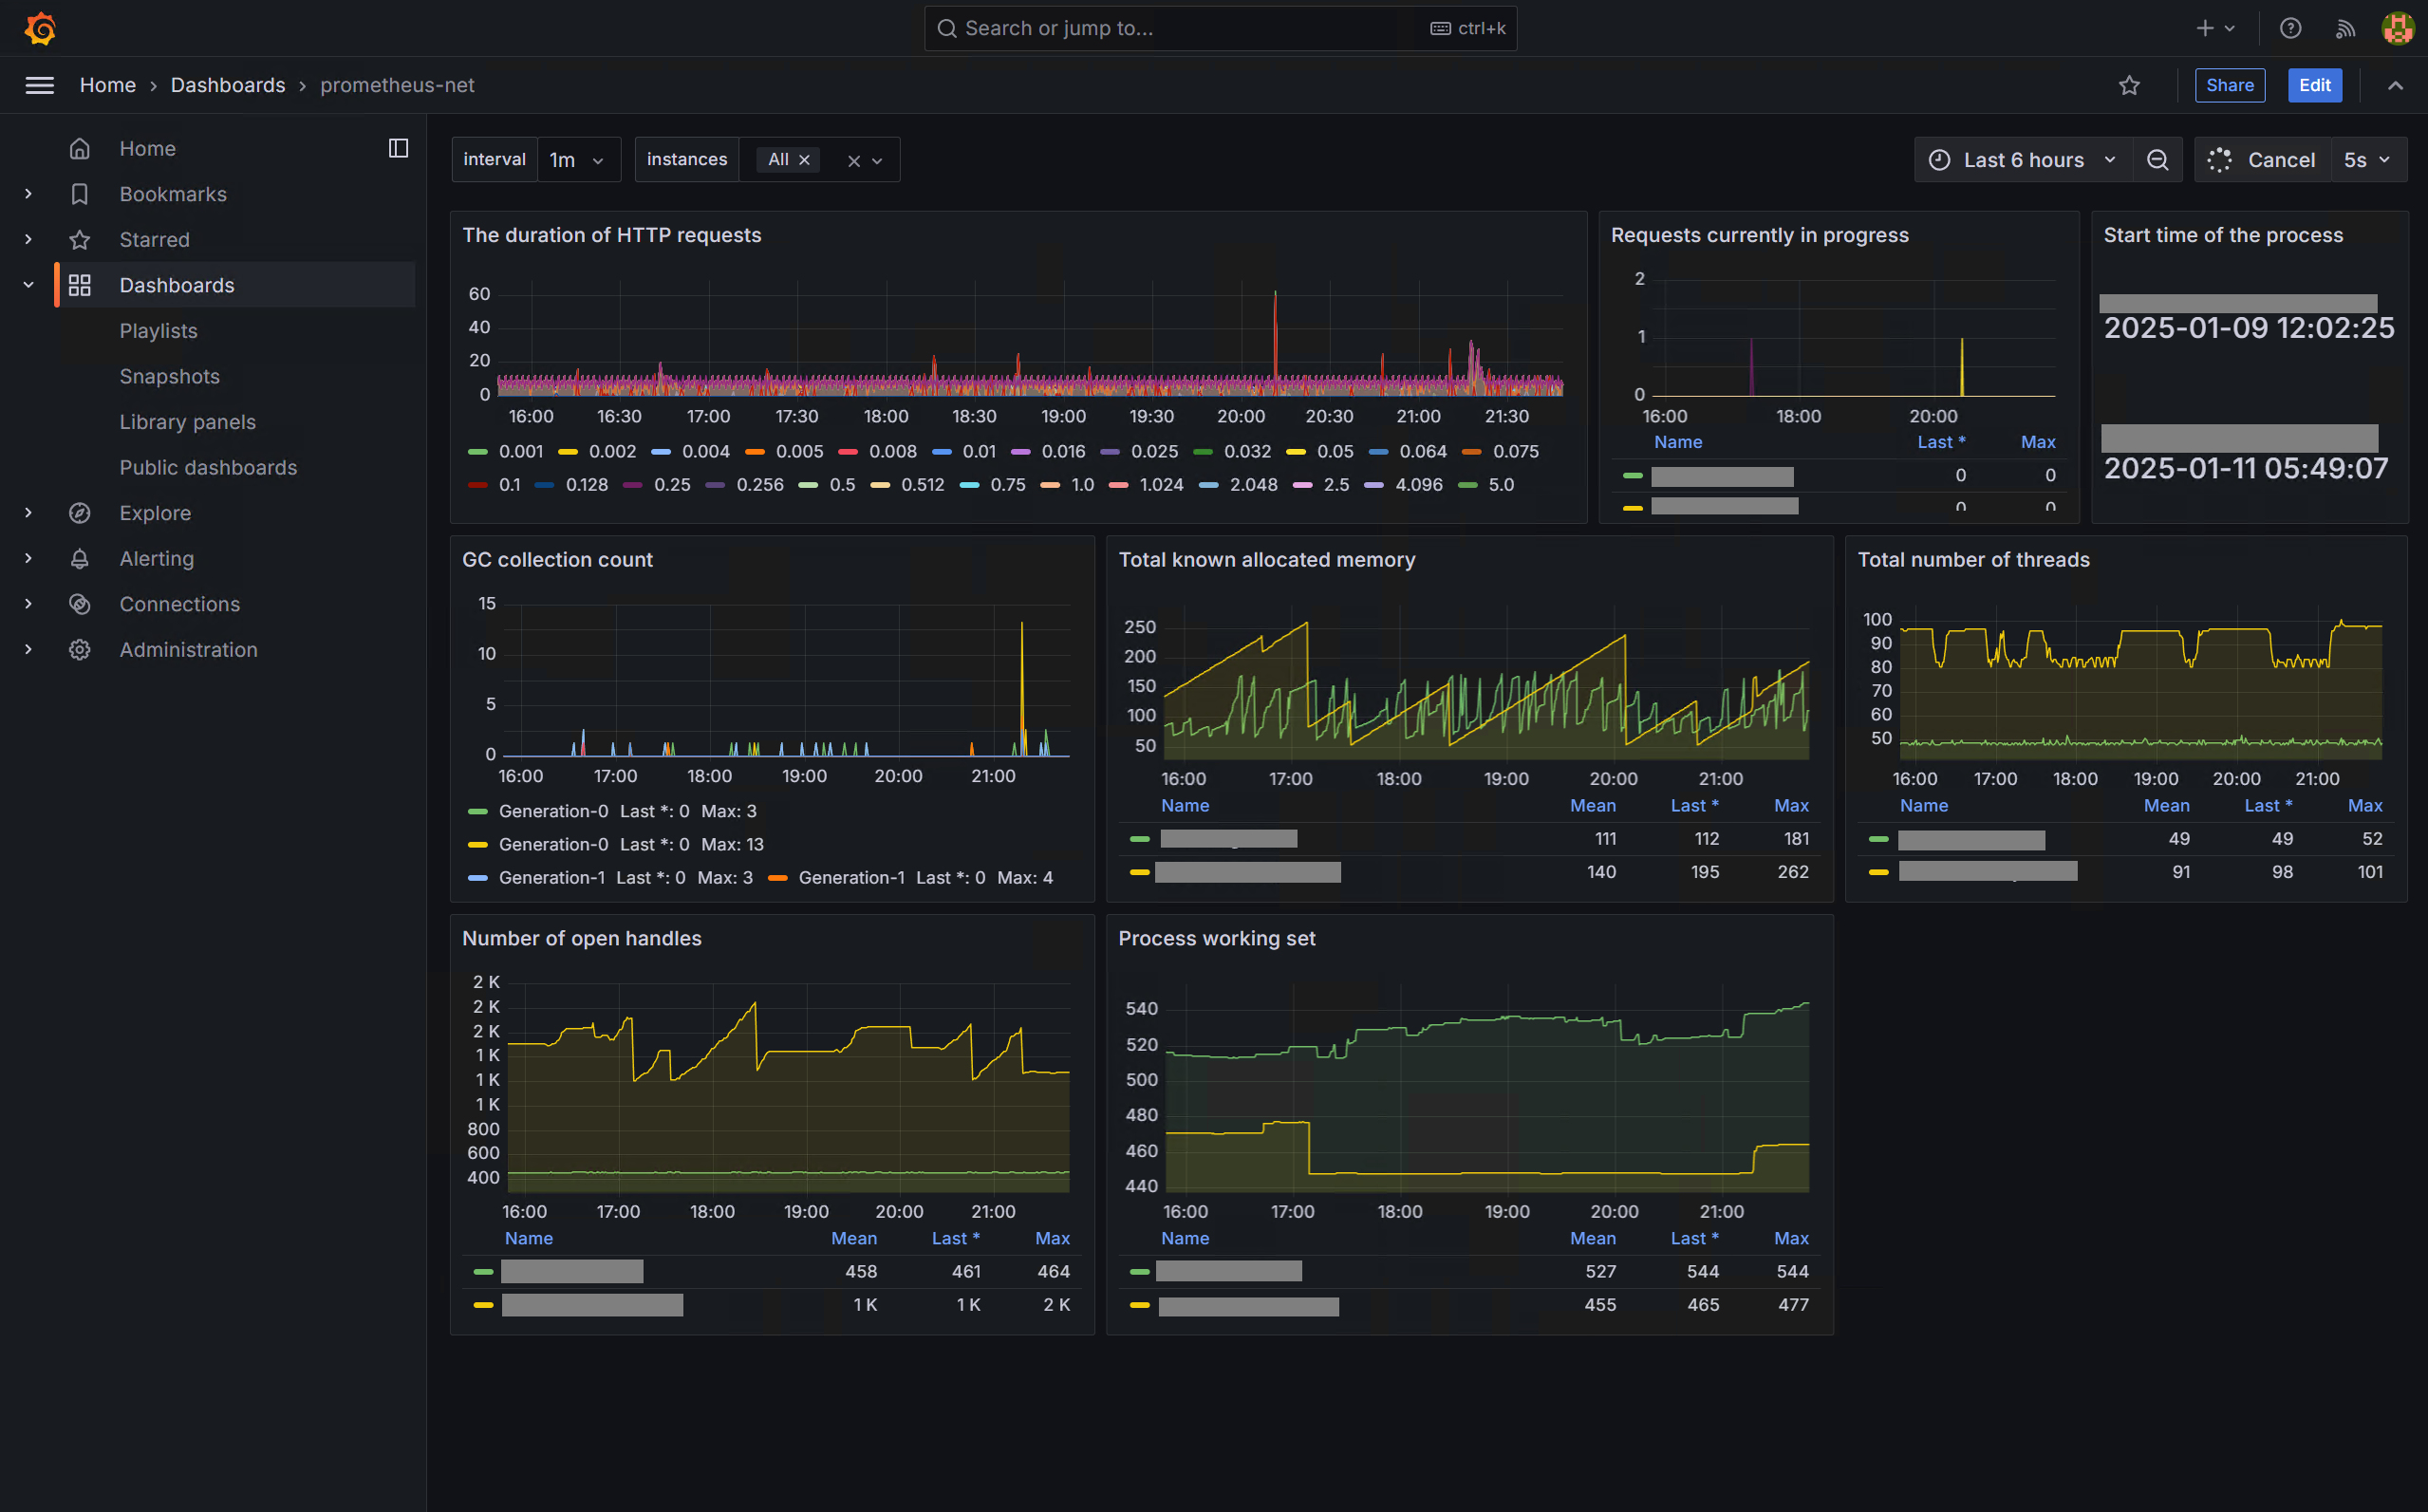 Search or jump to... ctrl+k
Home › Dashboards › prometheus-net
Share Edit
Home
Bookmarks
Starred
Dashboards
Playlists
Snapshots
Library panels
Public dashboards
Explore
Alerting
Connections
Administration
interval 1m instances All
Last 6 hours Cancel 5s
The duration of HTTP requests
60
40
20
0
16:00 16:30 17:00 17:30 18:00 18:30 19:00 19:30 20:00 20:30 21:00 21:30
0.001 0.002 0.004 0.005 0.008 0.01 0.016 0.025 0.032 0.05 0.064 0.075
0.1 0.128 0.25 0.256 0.5 0.512 0.75 1.0 1.024 2.048 2.5 4.096 5.0
Requests currently in progress
2
1
0
16:00 18:00 20:00
Name Last * Max
0 0
0 0
Start time of the process
2025-01-09 12:02:25
2025-01-11 05:49:07
GC collection count
15
10
5
0
16:00 17:00 18:00 19:00 20:00 21:00
Generation-0 Last *: 0 Max: 3
Generation-0 Last *: 0 Max: 13
Generation-1 Last *: 0 Max: 3 Generation-1 Last *: 0 Max: 4
Total known allocated memory
250
200
150
100
50
16:00 17:00 18:00 19:00 20:00 21:00
Name Mean Last * Max
111 112 181
140 195 262
Total number of threads
100
90
80
70
60
50
16:00 17:00 18:00 19:00 20:00 21:00
Name Mean Last * Max
49 49 52
91 98 101
Number of open handles
2 K
2 K
2 K
1 K
1 K
1 K
800
600
400
16:00 17:00 18:00 19:00 20:00 21:00
Name Mean Last * Max
458 461 464
1 K 1 K 2 K
Process working set
540
520
500
480
460
440
16:00 17:00 18:00 19:00 20:00 21:00
Name Mean Last * Max
527 544 544
455 465 477